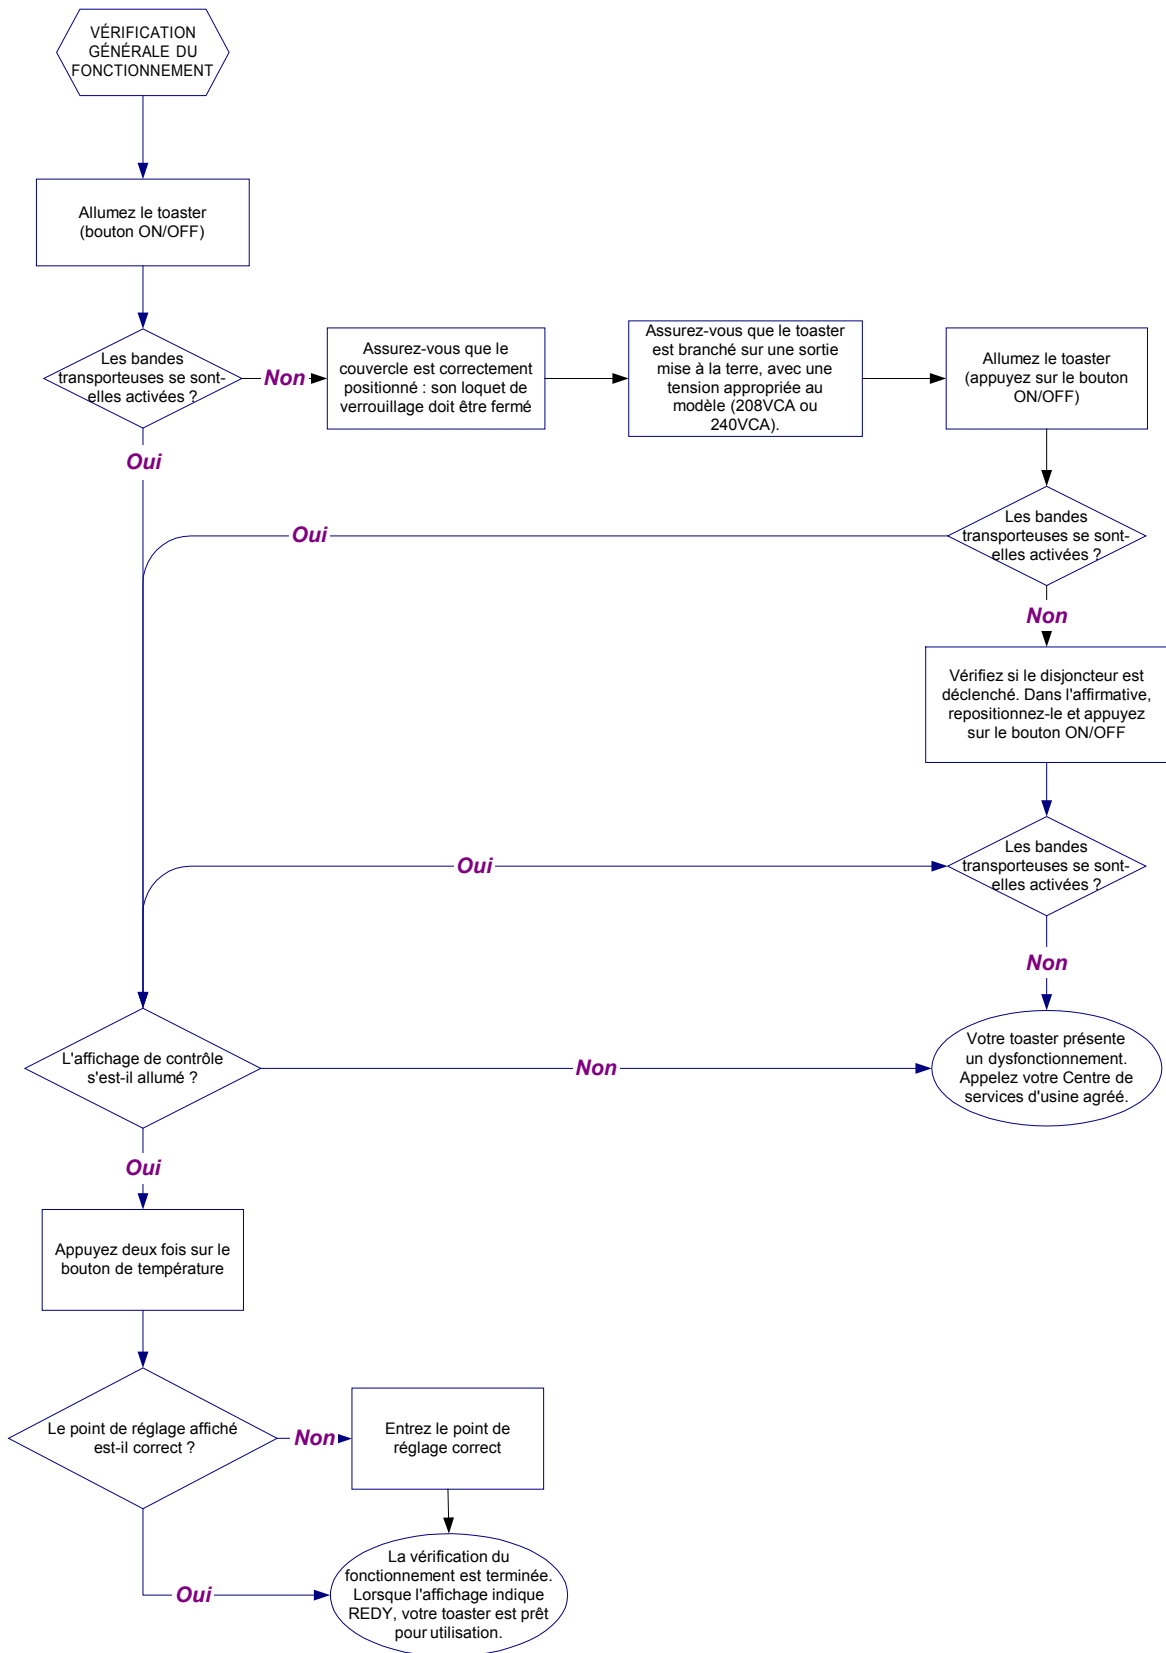 VÉRIFICATION
GÉNÉRALE DU
FONCTIONNEMENT
Allumez le toaster
(bouton ON/OFF)
Les bandes
transporteuses se sont-
elles activées ?
Non
Assurez-vous que le
couvercle est correctement
positionné : son loquet de
verrouillage doit être fermé
Assurez-vous que le toaster
est branché sur une sortie
mise à la terre, avec une
tension appropriée au
modèle (208VCA ou
240VCA).
Allumez le toaster
(appuyez sur le bouton
ON/OFF)
Oui
Les bandes
transporteuses se sont-
elles activées ?
Oui
Non
Vérifiez si le disjoncteur est
déclenché. Dans l'affirmative,
repositionnez-le et appuyez
sur le bouton ON/OFF
Les bandes
transporteuses se sont-
elles activées ?
Oui
Non
L'affichage de contrôle
s'est-il allumé ?
Non
Votre toaster présente
un dysfonctionnement.
Appelez votre Centre de
services d'usine agréé.
Oui
Appuyez deux fois sur le
bouton de température
Le point de réglage affiché
est-il correct ?
Non
Entrez le point de
réglage correct
Oui
La vérification du
fonctionnement est terminée.
Lorsque l'affichage indique
REDY, votre toaster est prêt
pour utilisation.